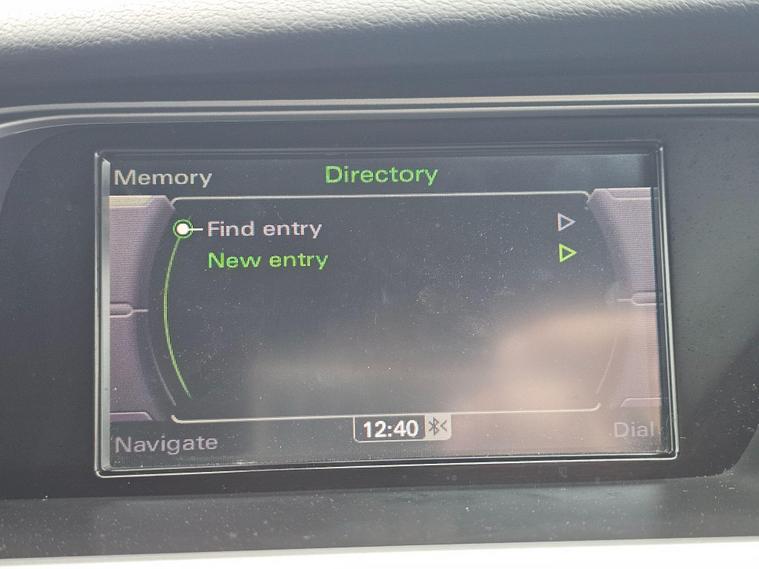 Memory
Directory
Find entry
New entry
Navigate
12:40
Dial